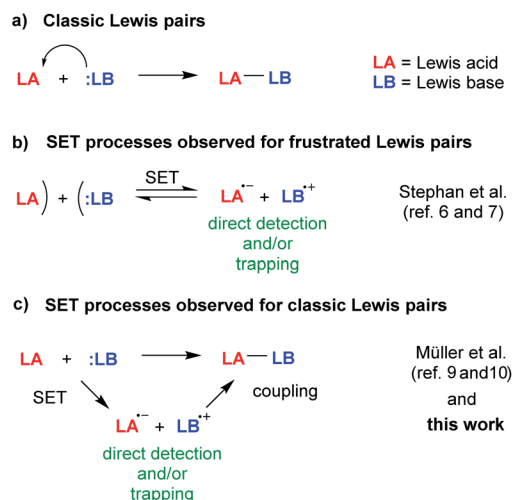 a) Classic Lewis pairs
LA + :LB LA — LB
LA = Lewis acid
LB = Lewis base
b) SET processes observed for frustrated Lewis pairs
SET
LA ) + ( :LB LA•− + LB•+
direct detection
and/or
trapping
Stephan et al.
(ref. 6 and 7)
c) SET processes observed for classic Lewis pairs
LA + :LB LA — LB
SET
coupling
LA•− + LB•+
direct detection
and/or
trapping
Müller et al.
(ref. 9 and10)
and
this work